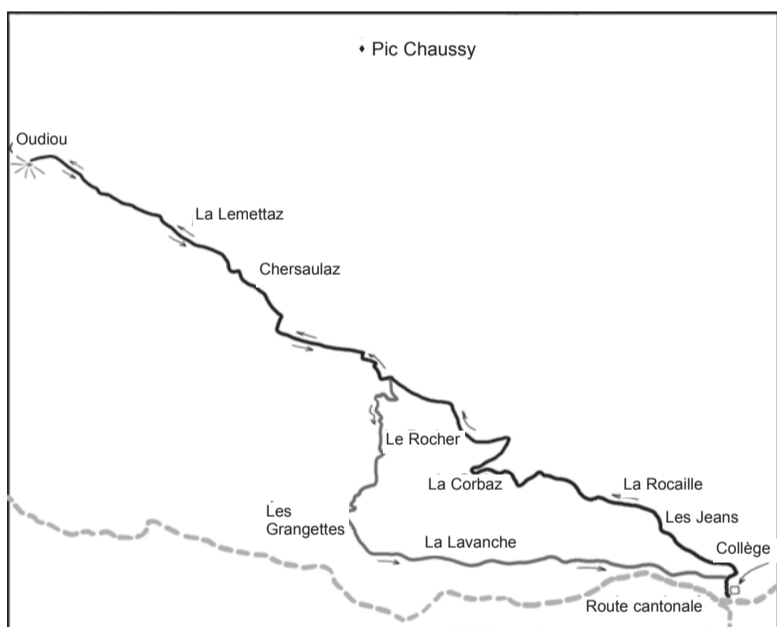 Pic Chaussy
Oudiou
La Lemettaz
Chersaulaz
Le Rocher
La Corbaz
La Rocaille
Les
Grangettes
Les Jeans
La Lavanche
Collège
Route cantonale